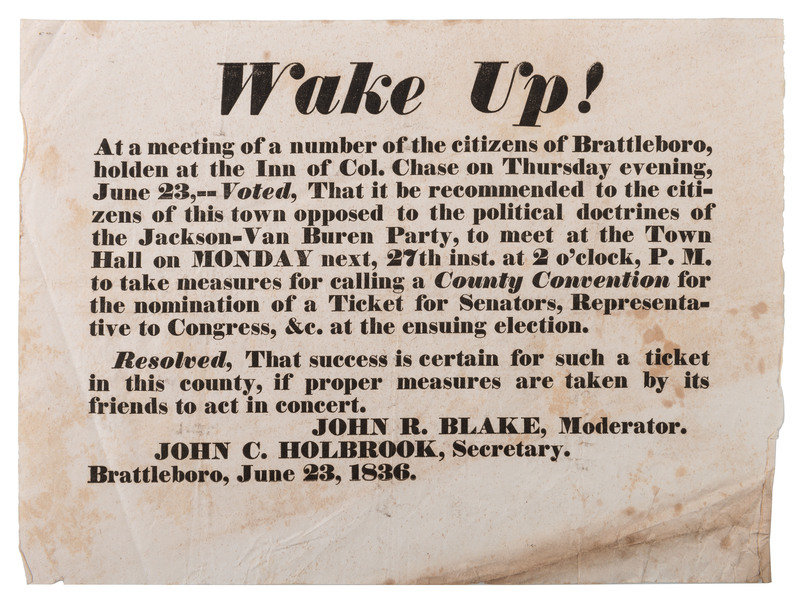 Wake Up!
At a meeting of a number of the citizens of Brattleboro,
holden at the Inn of Col. Chase on Thursday evening,
June 23,--Voted, That it be recommended to the citi-
zens of this town opposed to the political doctrines of
the Jackson-Van Buren Party, to meet at the Town
Hall on MONDAY next, 27th inst. at 2 o'clock, P. M.
to take measures for calling a County Convention for
the nomination of a Ticket for Senators, Representa-
tive to Congress, &c. at the ensuing election.
Resolved, That success is certain for such a ticket
in this county, if proper measures are taken by its
friends to act in concert.
JOHN R. BLAKE, Moderator.
JOHN C. HOLBROOK, Secretary.
Brattleboro, June 23, 1836.